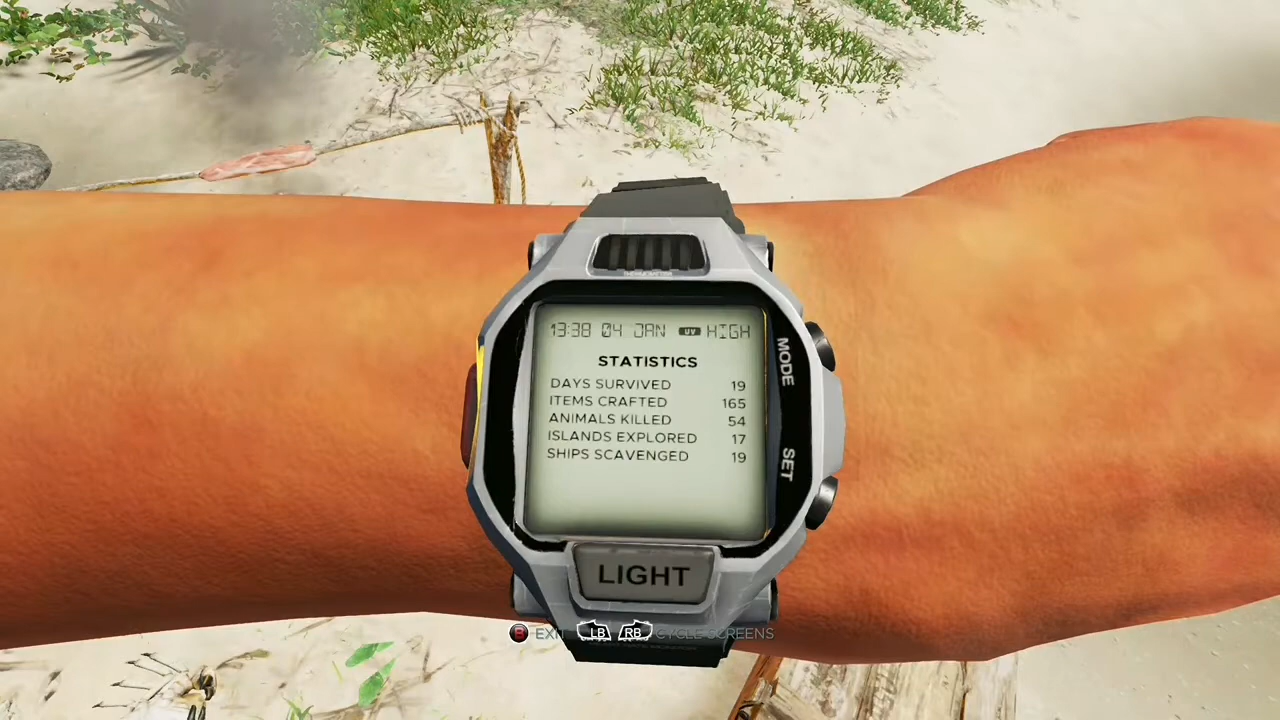 13:38 04 JAN UV HIGH
STATISTICS
DAYS SURVIVED 19
ITEMS CRAFTED 165
ANIMALS KILLED 54
ISLANDS EXPLORED 17
SHIPS SCAVENGED 19
MODE
SET
LIGHT
B EXIT LB RB CYCLE SCREENS